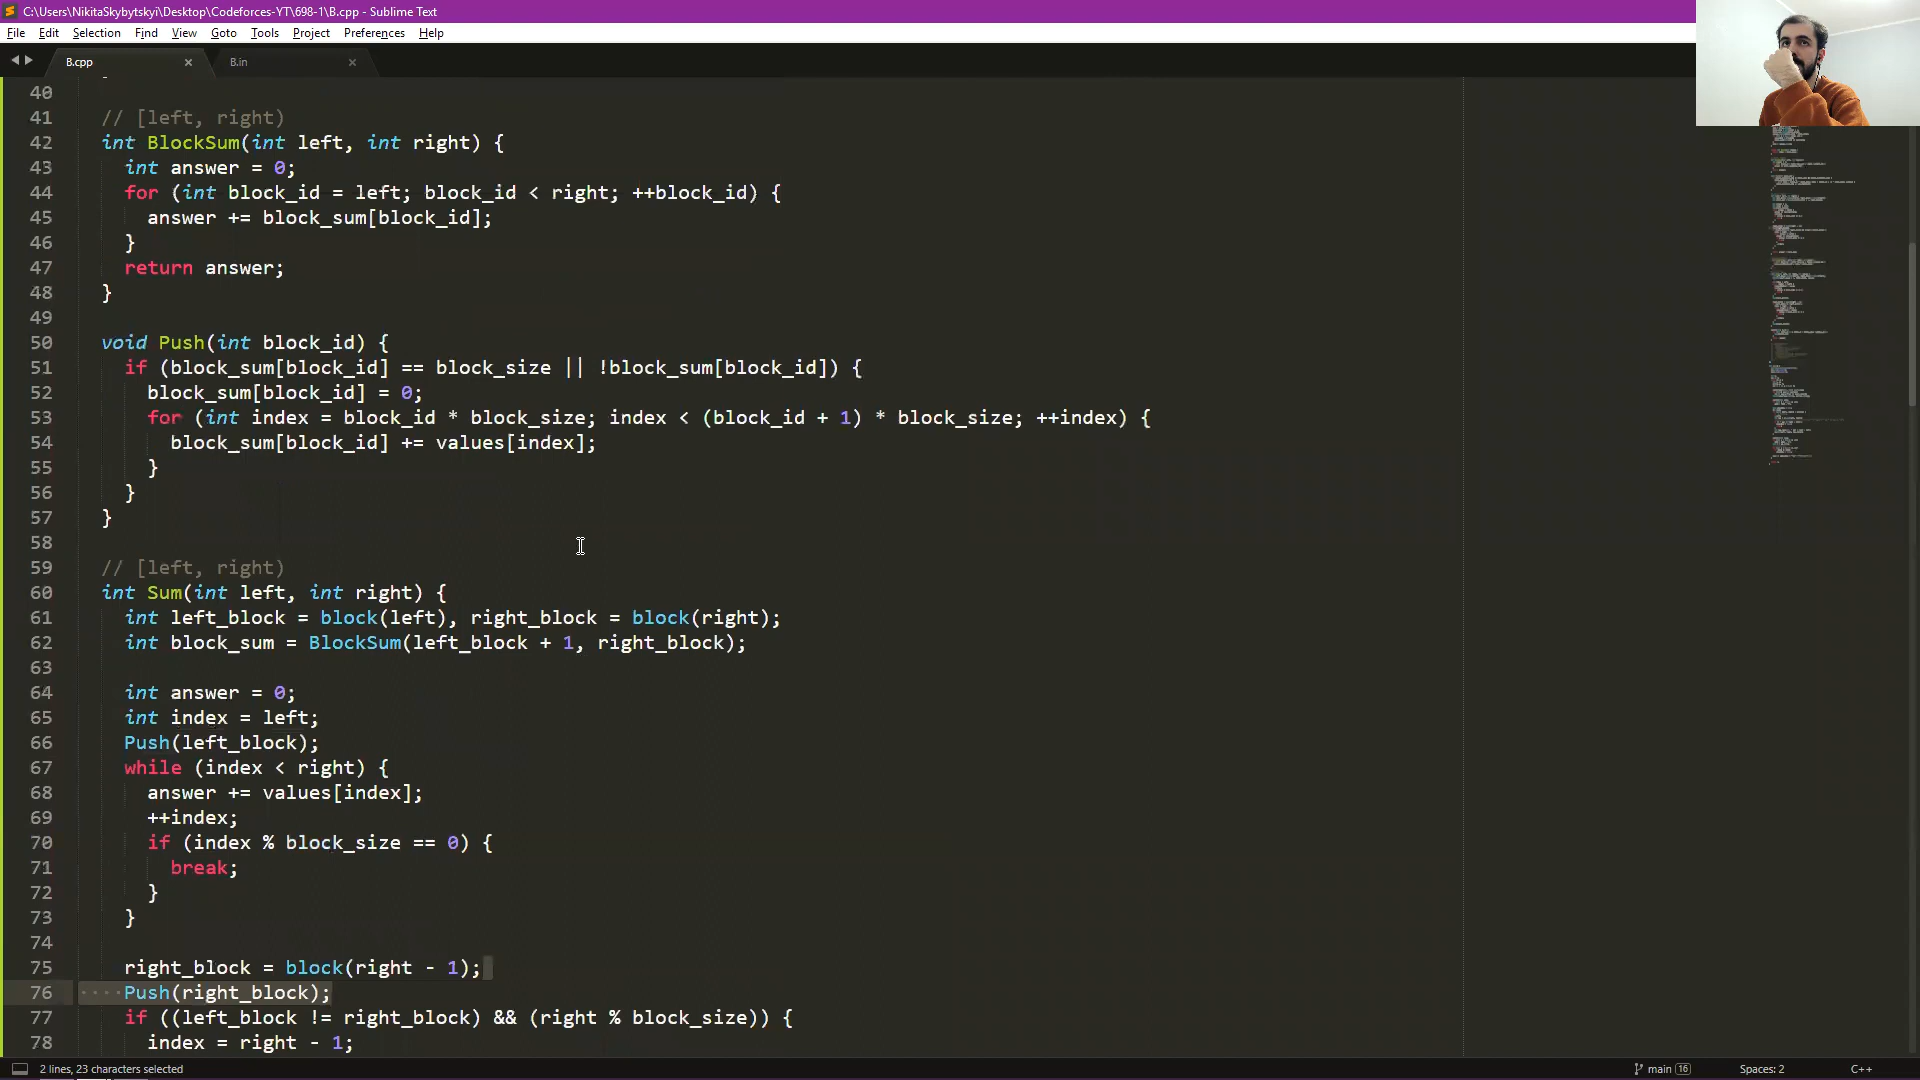 C:\Users\NikitaSkybytskyi\Desktop\Codeforces-YT\698-1\B.cpp - Sublime Text
File Edit Selection Find View Goto Tools Project Preferences Help
B.cpp
B.in
40
41 // [left, right)
42 int BlockSum(int left, int right) {
43 int answer = 0;
44 for (int block_id = left; block_id < right; ++block_id) {
45 answer += block_sum[block_id];
46 }
47 return answer;
48 }
49
50 void Push(int block_id) {
51 if (block_sum[block_id] == block_size || !block_sum[block_id]) {
52 block_sum[block_id] = 0;
53 for (int index = block_id * block_size; index < (block_id + 1) * block_size; ++index) {
54 block_sum[block_id] += values[index];
55 }
56 }
57 }
58
59 // [left, right)
60 int Sum(int left, int right) {
61 int left_block = block(left), right_block = block(right);
62 int block_sum = BlockSum(left_block + 1, right_block);
63
64 int answer = 0;
65 int index = left;
66 Push(left_block);
67 while (index < right) {
68 answer += values[index];
69 ++index;
70 if (index % block_size == 0) {
71 break;
72 }
73 }
74
75 right_block = block(right - 1);
76 ····Push(right_block);
77 if ((left_block != right_block) && (right % block_size)) {
78 index = right - 1;
2 lines, 23 characters selected
main 16
Spaces: 2
C++